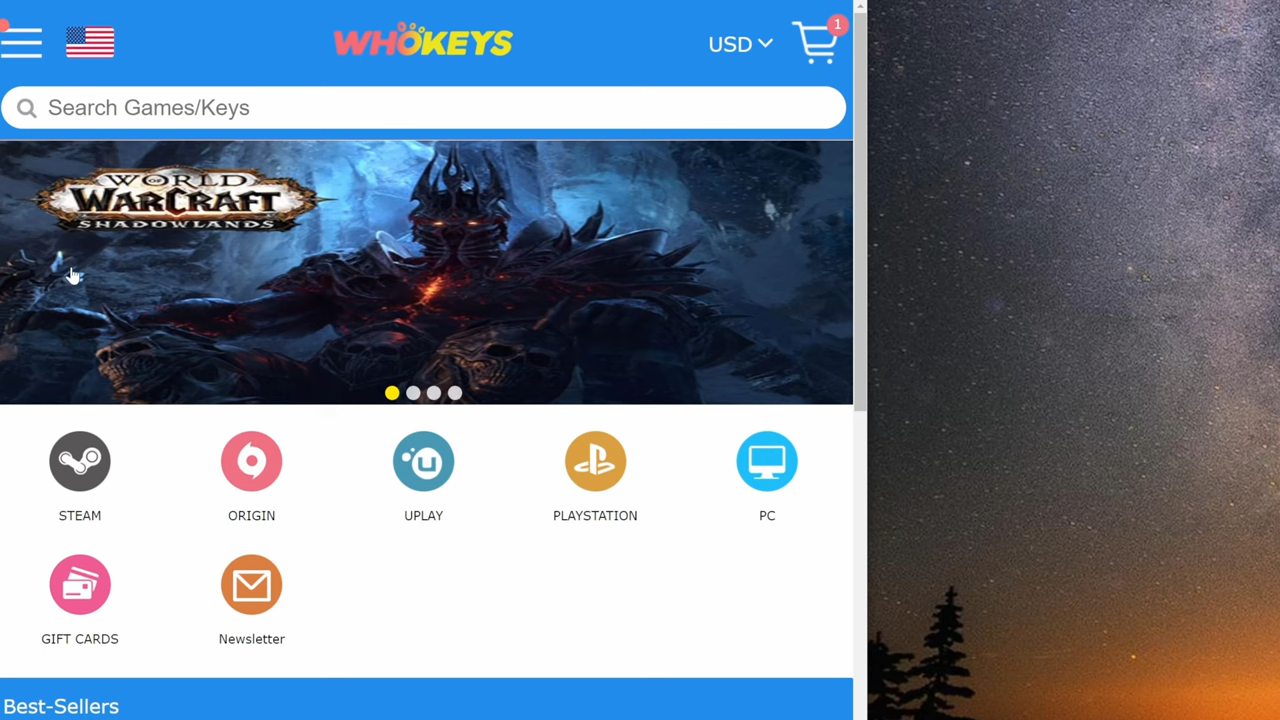 WHOKEYS
USD
1
Search Games/Keys
WORLD
OF
WARCRAFT
SHADOWLANDS
STEAM
ORIGIN
UPLAY
PLAYSTATION
PC
GIFT CARDS
Newsletter
Best-Sellers